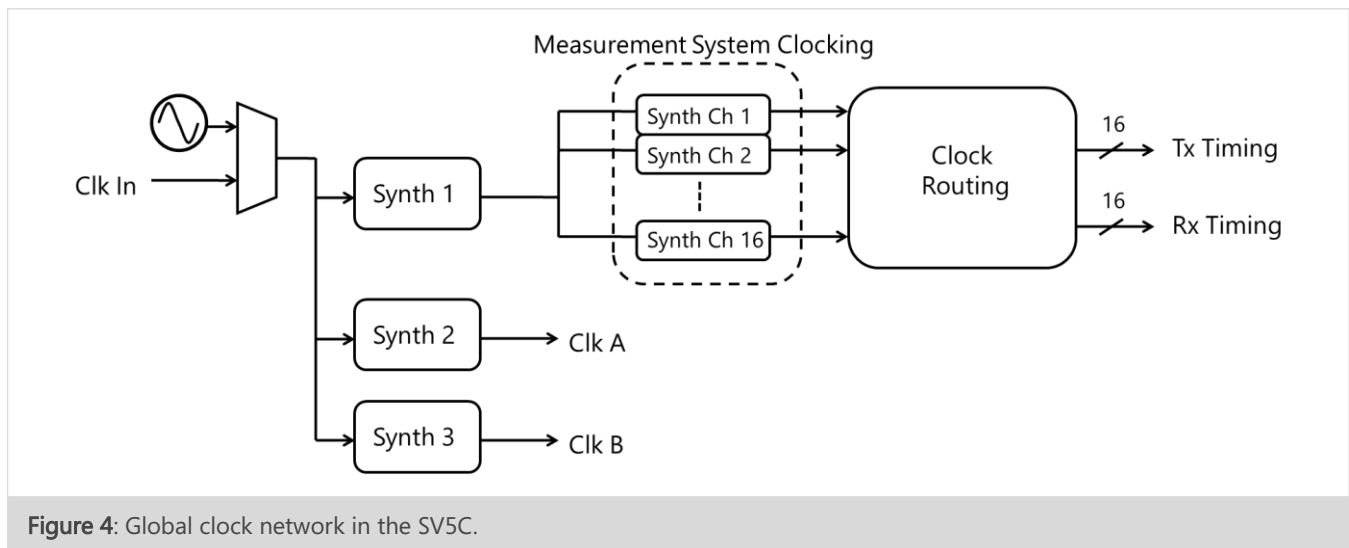 Measurement System Clocking
Clk In
Synth 1
Synth Ch 1
Synth Ch 2
Synth Ch 16
Clock
Routing
16
Tx Timing
16
Rx Timing
Synth 2
Clk A
Synth 3
Clk B
Figure 4: Global clock network in the SV5C.